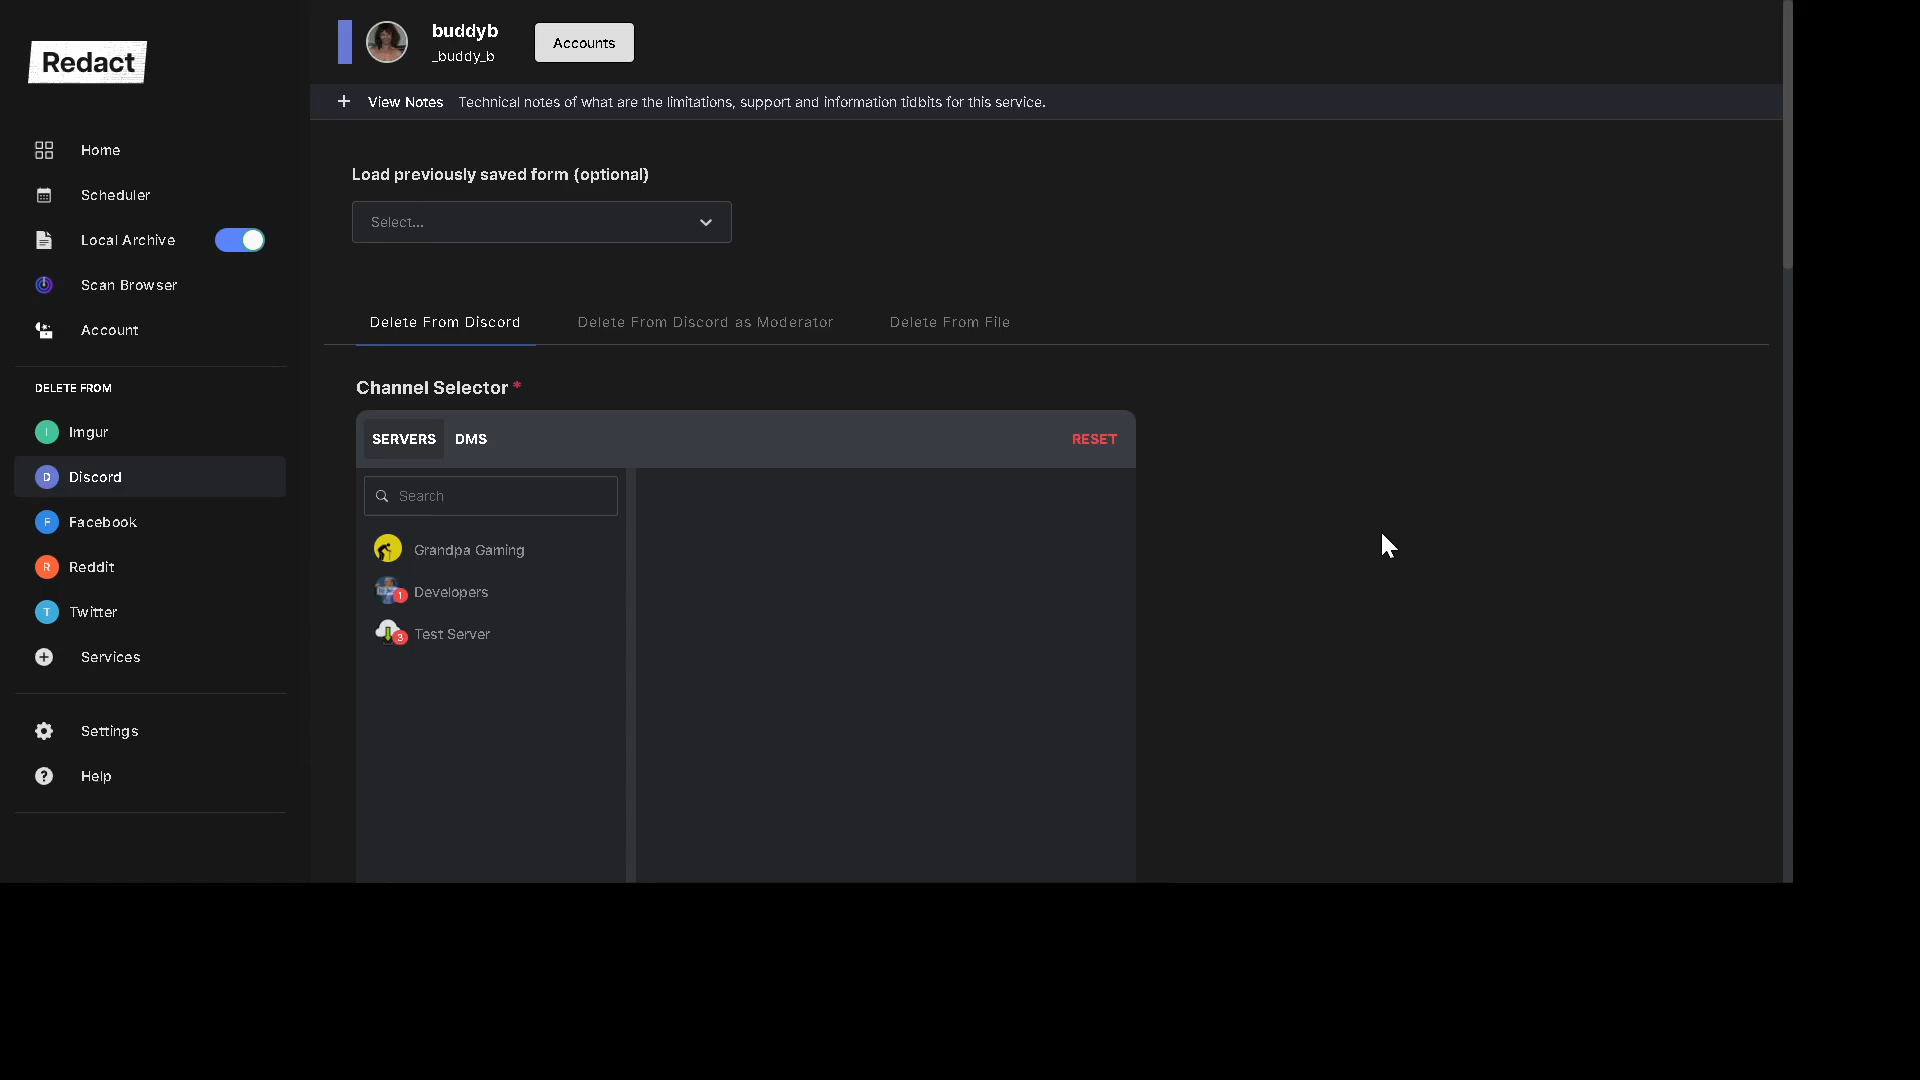 Redact
Home
Scheduler
Local Archive
Scan Browser
Account
DELETE FROM
I Imgur
D Discord
F Facebook
R Reddit
T Twitter
Services
Settings
Help
buddyb
_buddy_b
Accounts
+ View Notes Technical notes of what are the limitations, support and information tidbits for this service.
Load previously saved form (optional)
Select...
Delete From Discord Delete From Discord as Moderator Delete From File
Channel Selector *
SERVERS DMS RESET
Search
Grandpa Gaming
1 Developers
3 Test Server